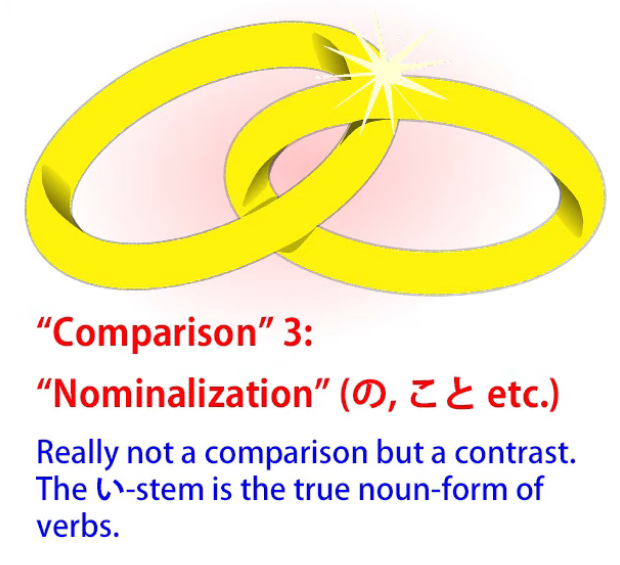 “Comparison” 3:
“Nominalization” (の, こと etc.)
Really not a comparison but a contrast.
The い-stem is the true noun-form of
verbs.